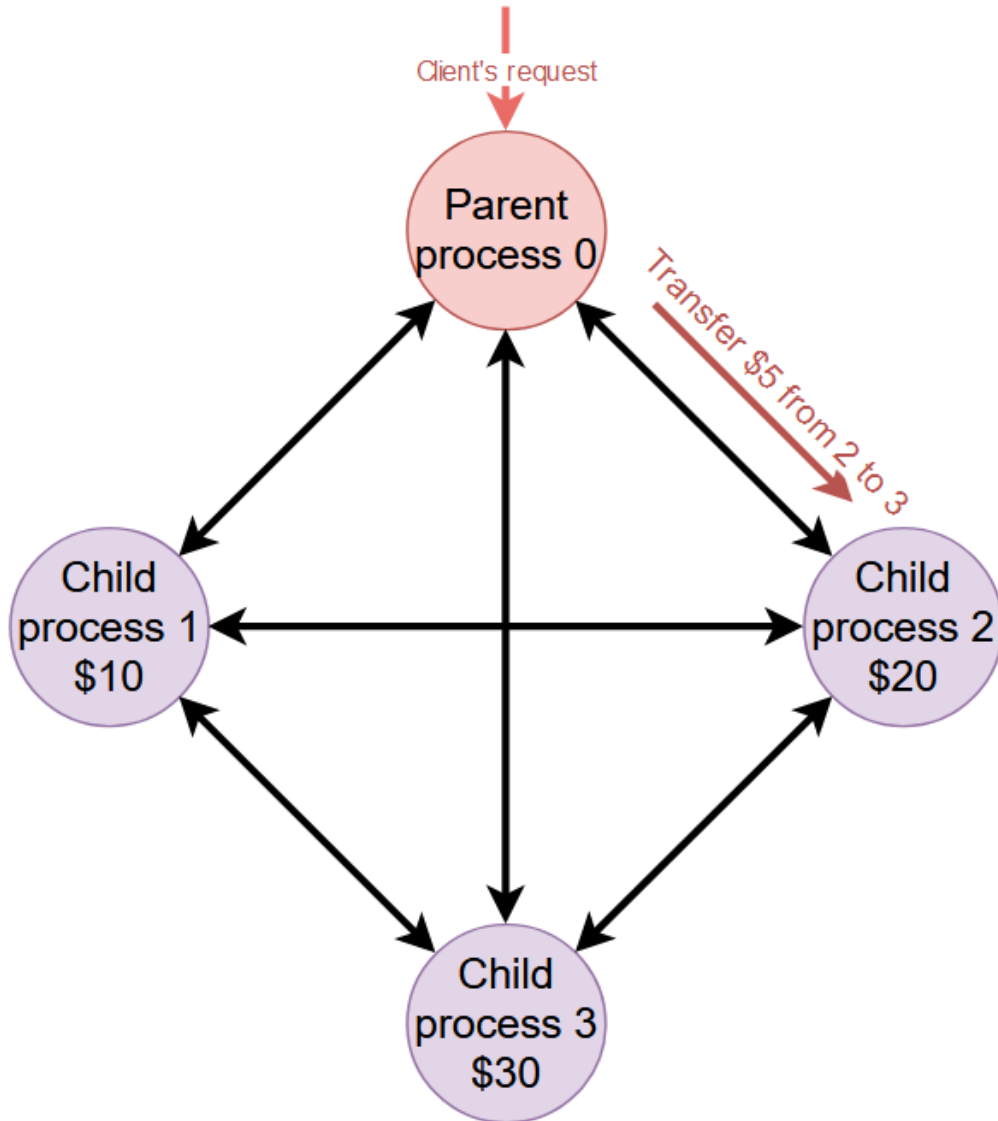 Client's request
Parent
process 0
Transfer $5 from 2 to 3
Child
process 1
$10
Child
process 2
$20
Child
process 3
$30